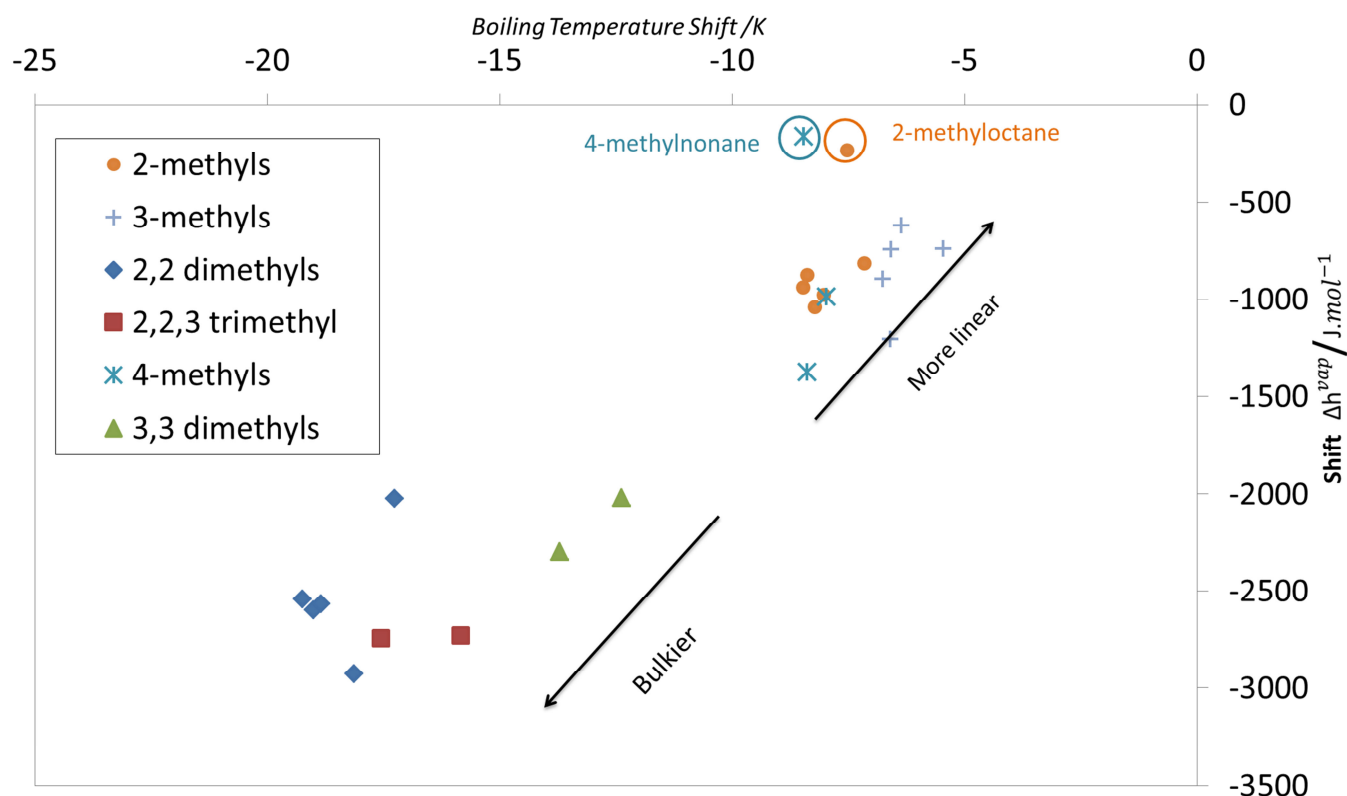 Boiling Temperature Shift /K
-25 -20 -15 -10 -5 0
0
4-methylnonane
2-methyloctane
2-methyls
3-methyls
2,2 dimethyls
2,2,3 trimethyl
4-methyls
3,3 dimethyls
-500
-1000
-1500
-2000
-2500
-3000
-3500
More linear
Bulkier
Shift Δh^vap/J.mol⁻¹